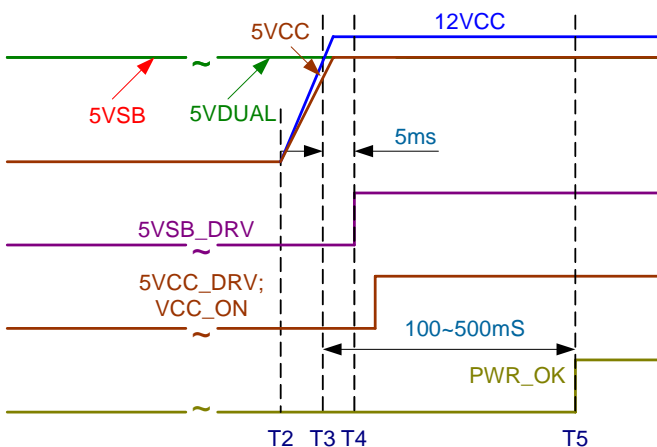 12VCC
5VCC
5VSB
5VDUAL
5ms
5VSB_DRV
5VCC_DRV;
VCC_ON
100~500mS
PWR_OK
T2
T3
T4
T5